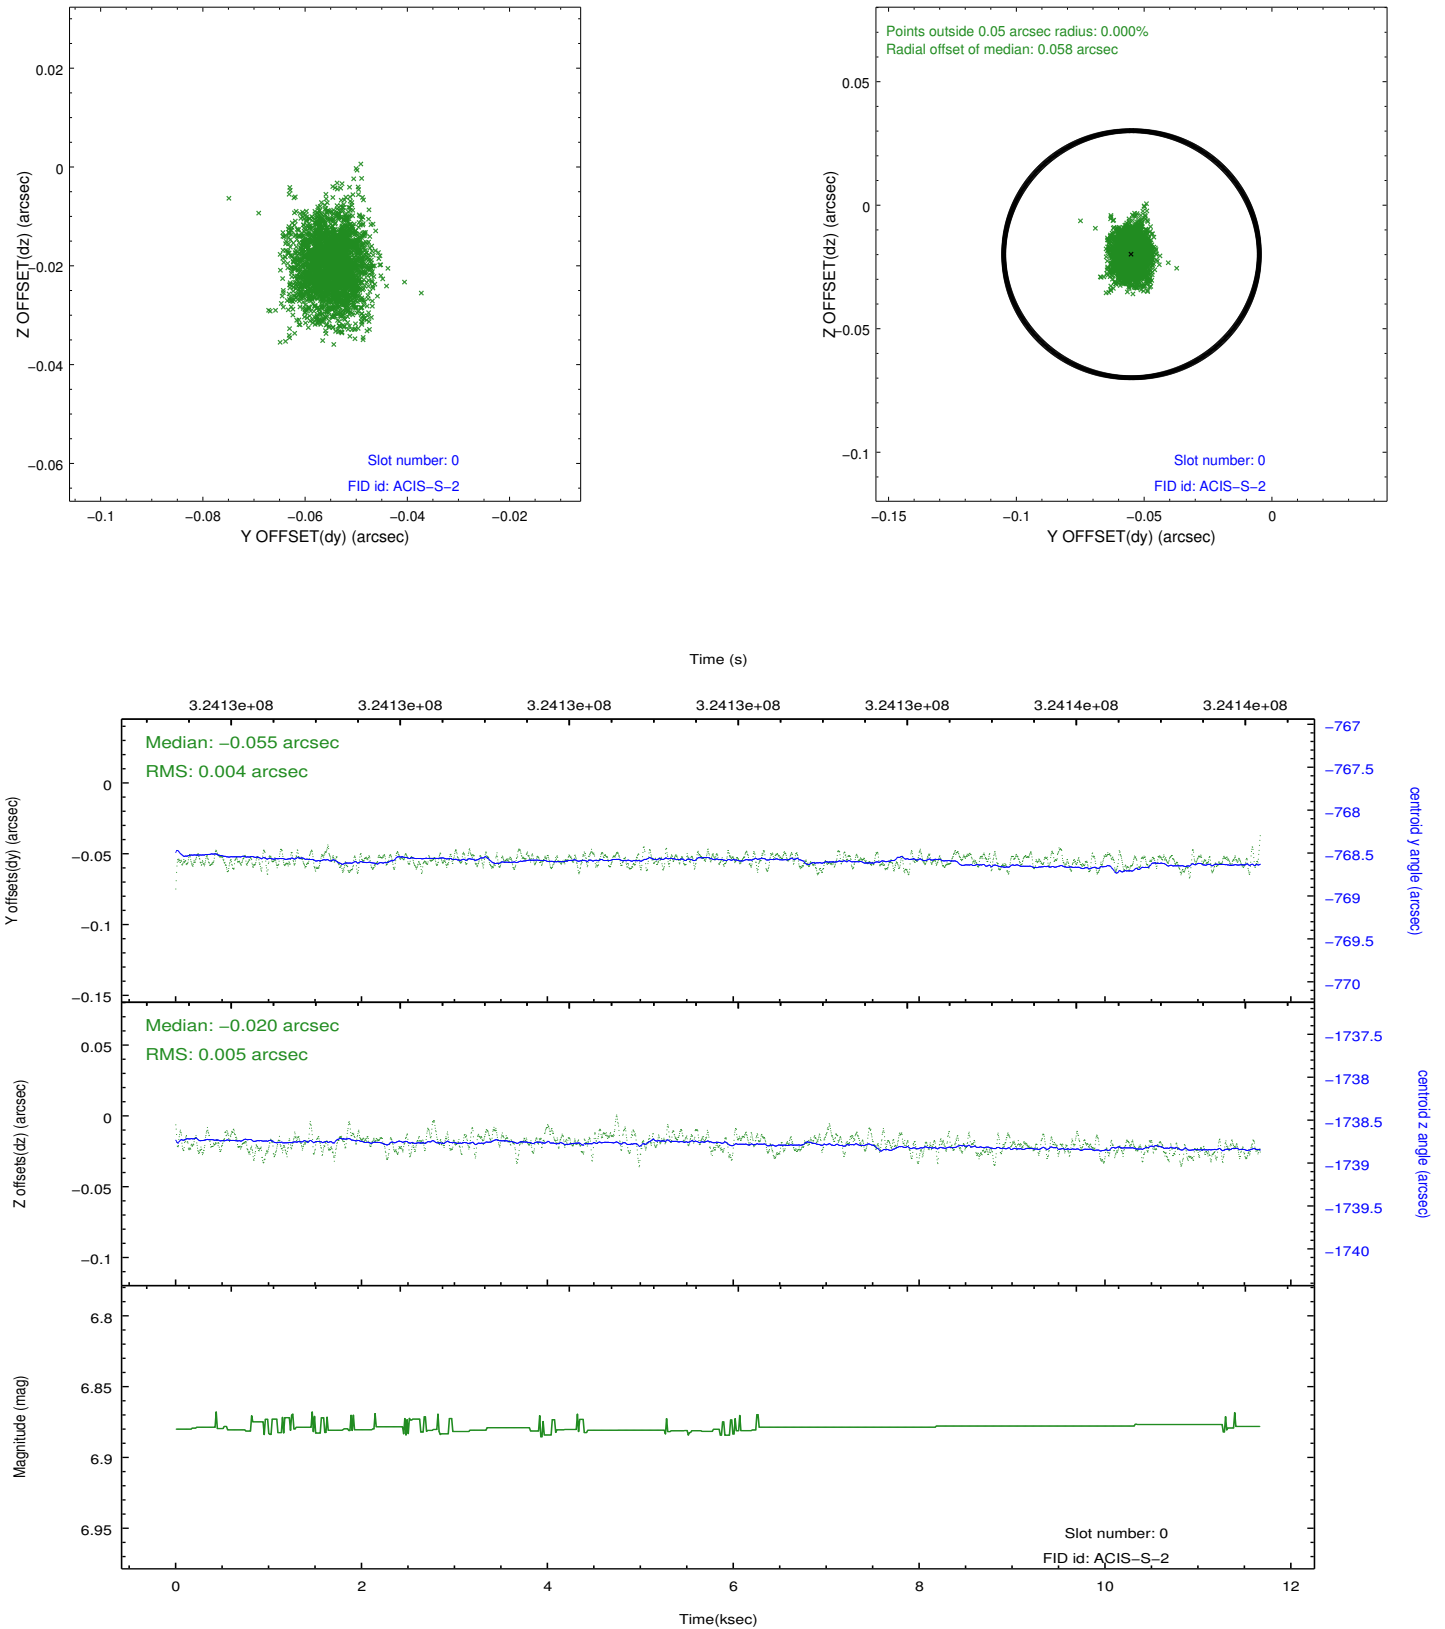 0.02
0
−0.02
−0.04
−0.06
Z OFFSET(dz) (arcsec)
Slot number: 0
FID id: ACIS−S−2
−0.1
−0.08
−0.06
−0.04
−0.02
Y OFFSET(dy) (arcsec)
Points outside 0.05 arcsec radius: 0.000%
Radial offset of median: 0.058 arcsec
0.05
0
−0.05
−0.1
Z OFFSET(dz) (arcsec)
Slot number: 0
FID id: ACIS−S−2
−0.15
−0.1
−0.05
0
Y OFFSET(dy) (arcsec)
Time (s)
3.2413e+08
3.2413e+08
3.2413e+08
3.2413e+08
3.2413e+08
3.2414e+08
3.2414e+08
Median: −0.055 arcsec
RMS: 0.004 arcsec
0
−0.05
−0.1
−0.15
Y offsets(dy) (arcsec)
−767
−767.5
−768
−768.5
−769
−769.5
−770
centroid y angle (arcsec)
Median: −0.020 arcsec
RMS: 0.005 arcsec
0.05
0
−0.05
−0.1
Z offsets(dz) (arcsec)
−1737.5
−1738
−1738.5
−1739
−1739.5
−1740
centroid z angle (arcsec)
6.8
6.85
6.9
6.95
Magnitude (mag)
Slot number: 0
FID id: ACIS−S−2
0
2
4
6
8
10
12
Time(ksec)